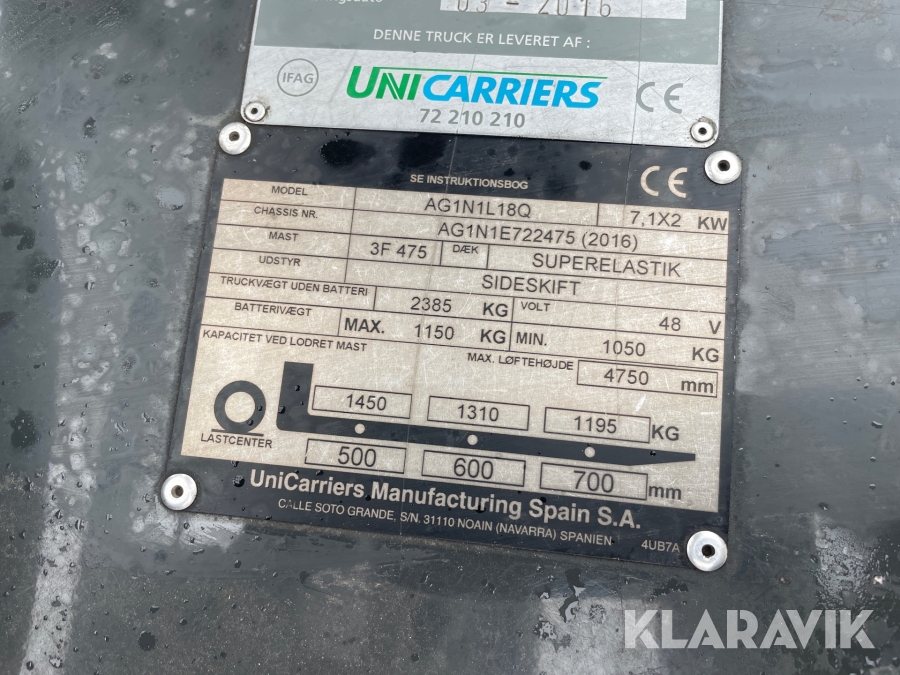 03 - 2016
DENNE TRUCK ER LEVERET AF :
IFAG UNICARRIERS CE
72 210 210
SE INSTRUKTIONSBOG CE
MODEL AG1N1L18Q 7,1X2 KW
CHASSIS NR. AG1N1E722475 (2016)
MAST 3F 475 DÆK SUPERELASTIK
UDSTYR SIDESKIFT
TRUCKVÆGT UDEN BATTERI 2385 KG VOLT 48 V
BATTERIVÆGT MAX. 1150 KG MIN. 1050 KG
KAPACITET VED LODRET MAST MAX. LØFTEHØJDE 4750 mm
1450 1310 1195 KG
LASTCENTER 500 600 700 mm
UniCarriers Manufacturing Spain S.A.
CALLE SOTO GRANDE, S/N. 31110 NOAIN (NAVARRA) SPANIEN 4UB7A
KLARAVIK